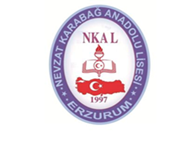 NEVZAT KARABAĞ ANADOLU LİSESİ
NKAL
1997
ERZURUM